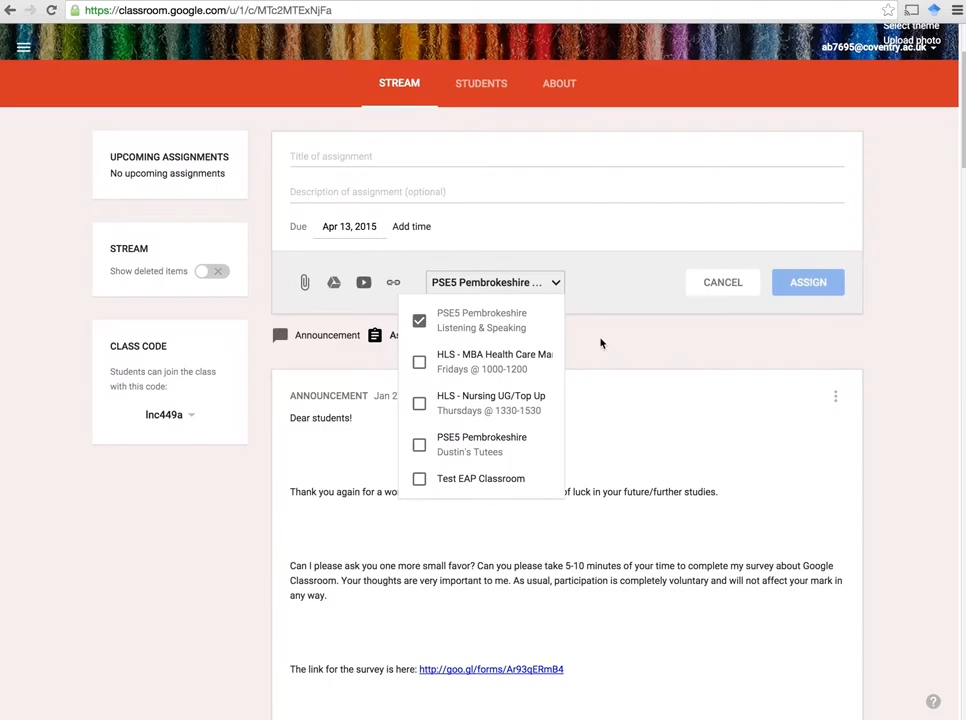 https://classroom.google.com/u/1/c/MTc2MTExNjFa
Select theme
Upload photo
ab7695@coventry.ac.uk
STREAM
STUDENTS
ABOUT
UPCOMING ASSIGNMENTS
No upcoming assignments
STREAM
Show deleted items
CLASS CODE
Students can join the class
with this code:
lnc449a
Title of assignment
Description of assignment (optional)
Due Apr 13, 2015 Add time
PSE5 Pembrokeshire ...
CANCEL
ASSIGN
PSE5 Pembrokeshire
Listening & Speaking
HLS - MBA Health Care Ma
Fridays @ 1000-1200
HLS - Nursing UG/Top Up
Thursdays @ 1330-1530
PSE5 Pembrokeshire
Dustin's Tutees
Test EAP Classroom
Announcement
As
ANNOUNCEMENT Jan 2
Dear students!
Thank you again for a wo
of luck in your future/further studies.
Can I please ask you one more small favor? Can you please take 5-10 minutes of your time to complete my survey about Google
Classroom. Your thoughts are very important to me. As usual, participation is completely voluntary and will not affect your mark in
any way.
The link for the survey is here: http://goo.gl/forms/Ar93qERmB4
?